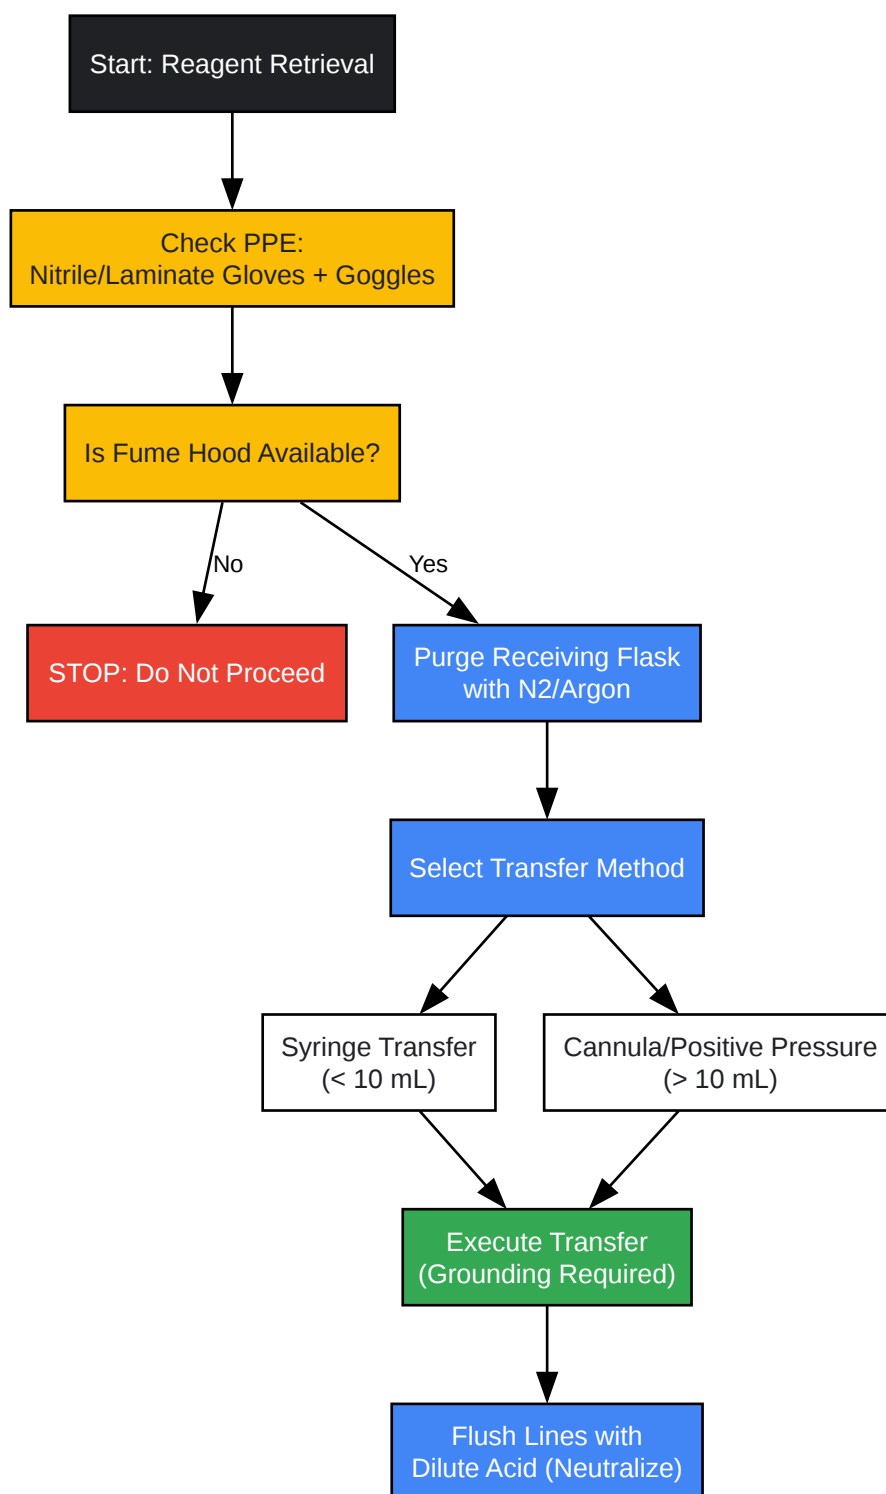 Start: Reagent Retrieval
Check PPE:
Nitrile/Laminate Gloves + Goggles
Is Fume Hood Available?
No
Yes
STOP: Do Not Proceed
Purge Receiving Flask
with N2/Argon
Select Transfer Method
Syringe Transfer
(< 10 mL)
Cannula/Positive Pressure
(> 10 mL)
Execute Transfer
(Grounding Required)
Flush Lines with
Dilute Acid (Neutralize)